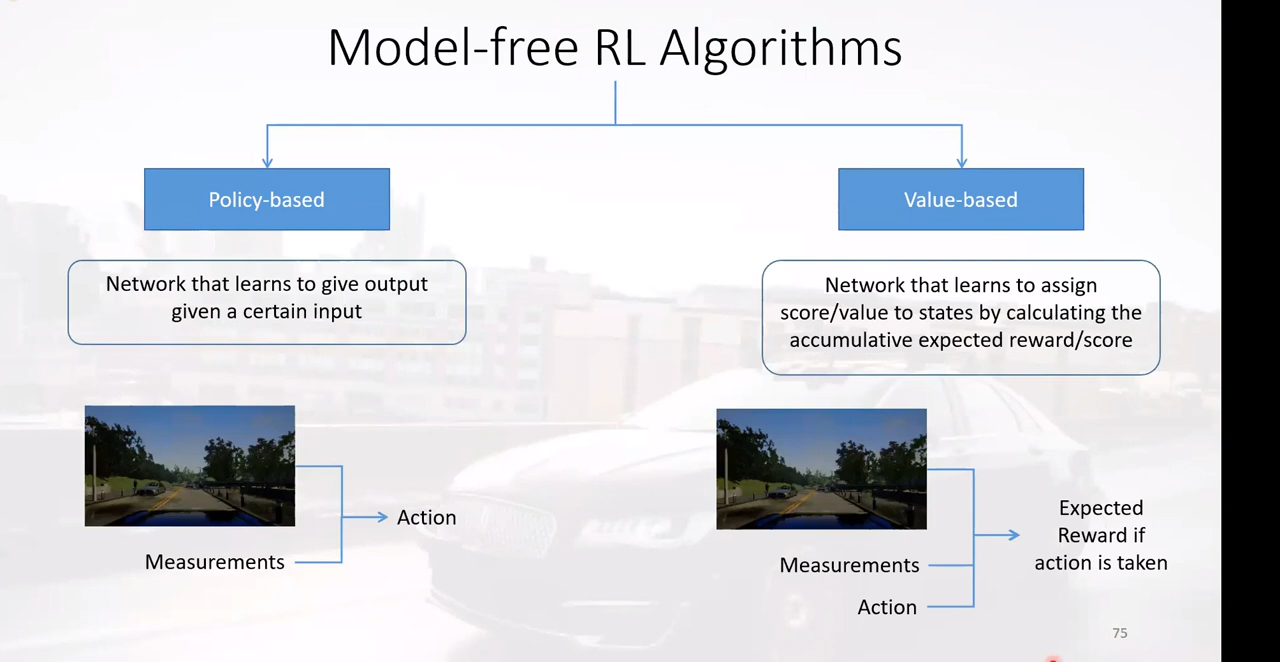 Model-free RL Algorithms
Policy-based
Network that learns to give output
given a certain input
Measurements
Action
Value-based
Network that learns to assign
score/value to states by calculating the
accumulative expected reward/score
Measurements
Action
Expected
Reward if
action is taken
75